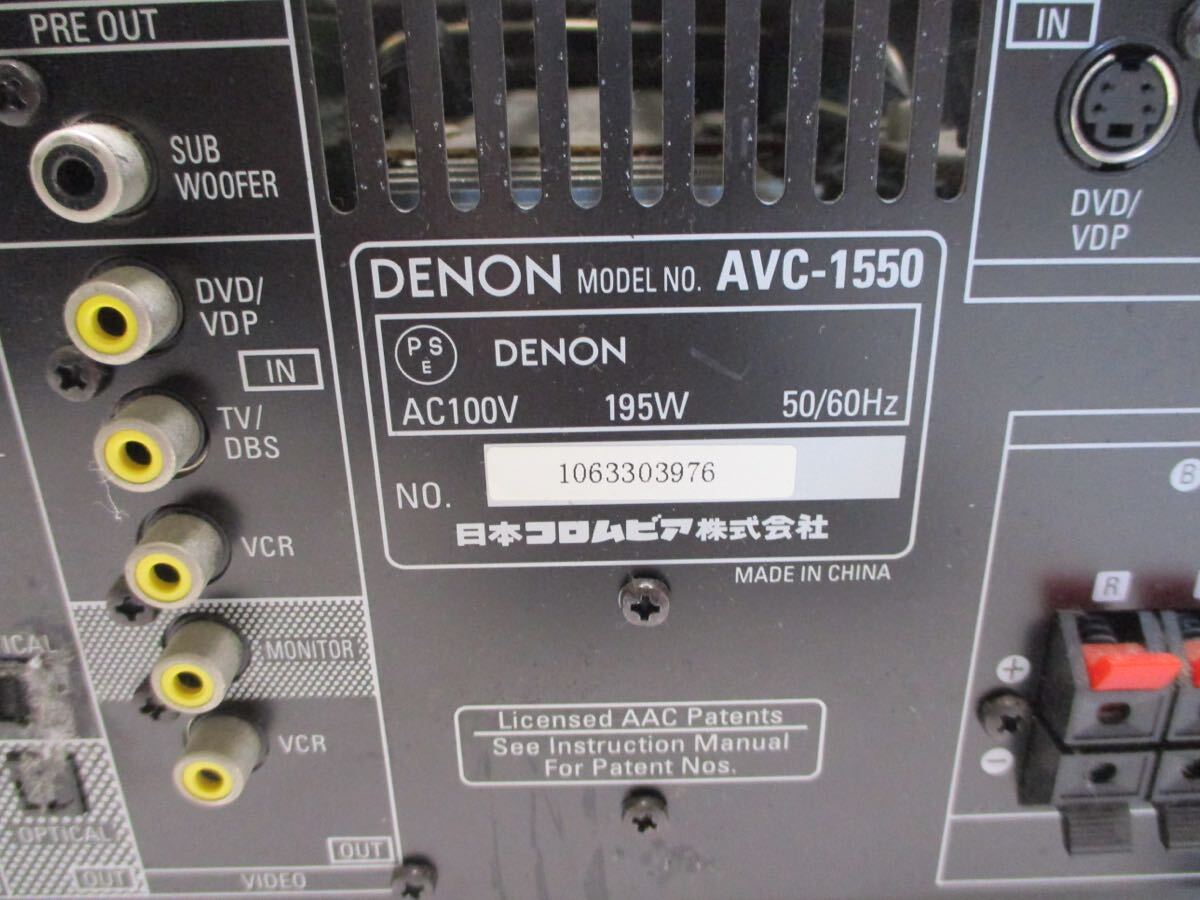 PRE OUT
SUB
WOOFER
DVD/
VDP
IN
TV/
DBS
VCR
MONITOR
VCR
OUT
VIDEO
OPTICAL
OUT
DENON MODEL NO. AVC-1550
PS
E
DENON
AC100V 195W 50/60Hz
NO. 1063303976
日本コロムビア株式会社
MADE IN CHINA
Licensed AAC Patents
See Instruction Manual
For Patent Nos.
IN
DVD/
VDP
B
R
+
−